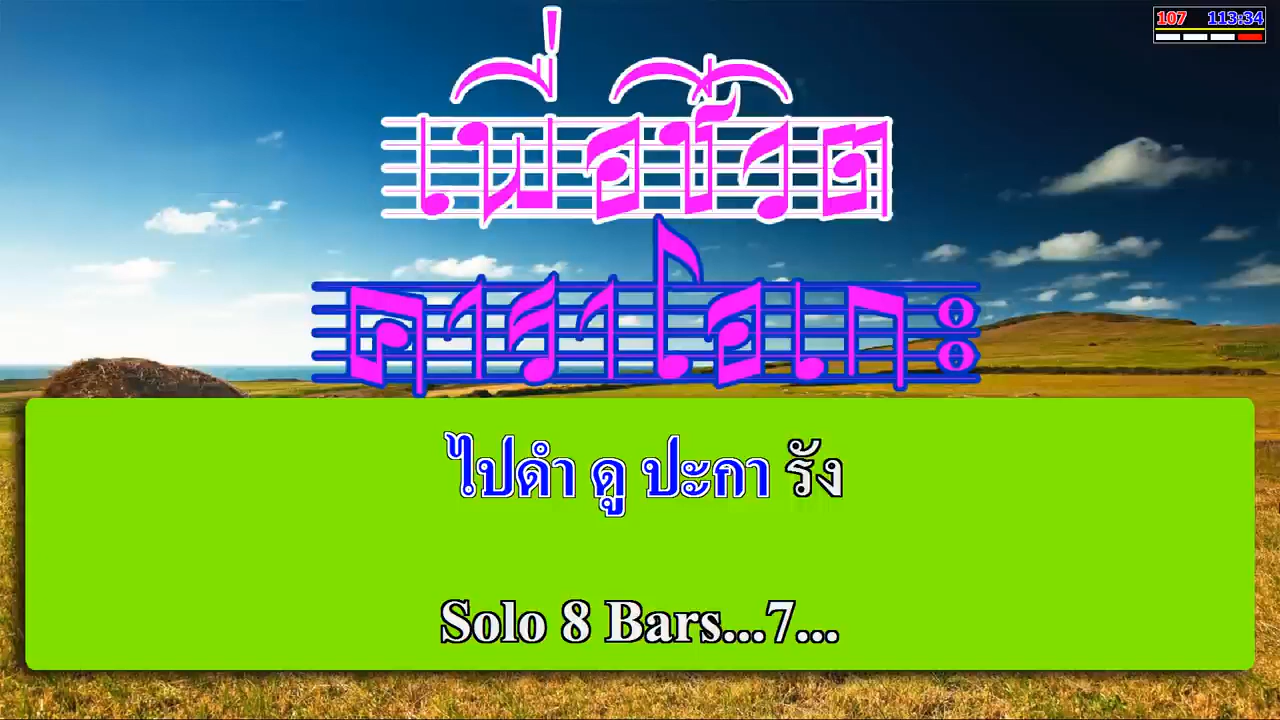 107 113:34
เพื่อชีวิต
คาราโอเกะ
ไปดำ ดู ปะกา รัง
Solo 8 Bars...7...